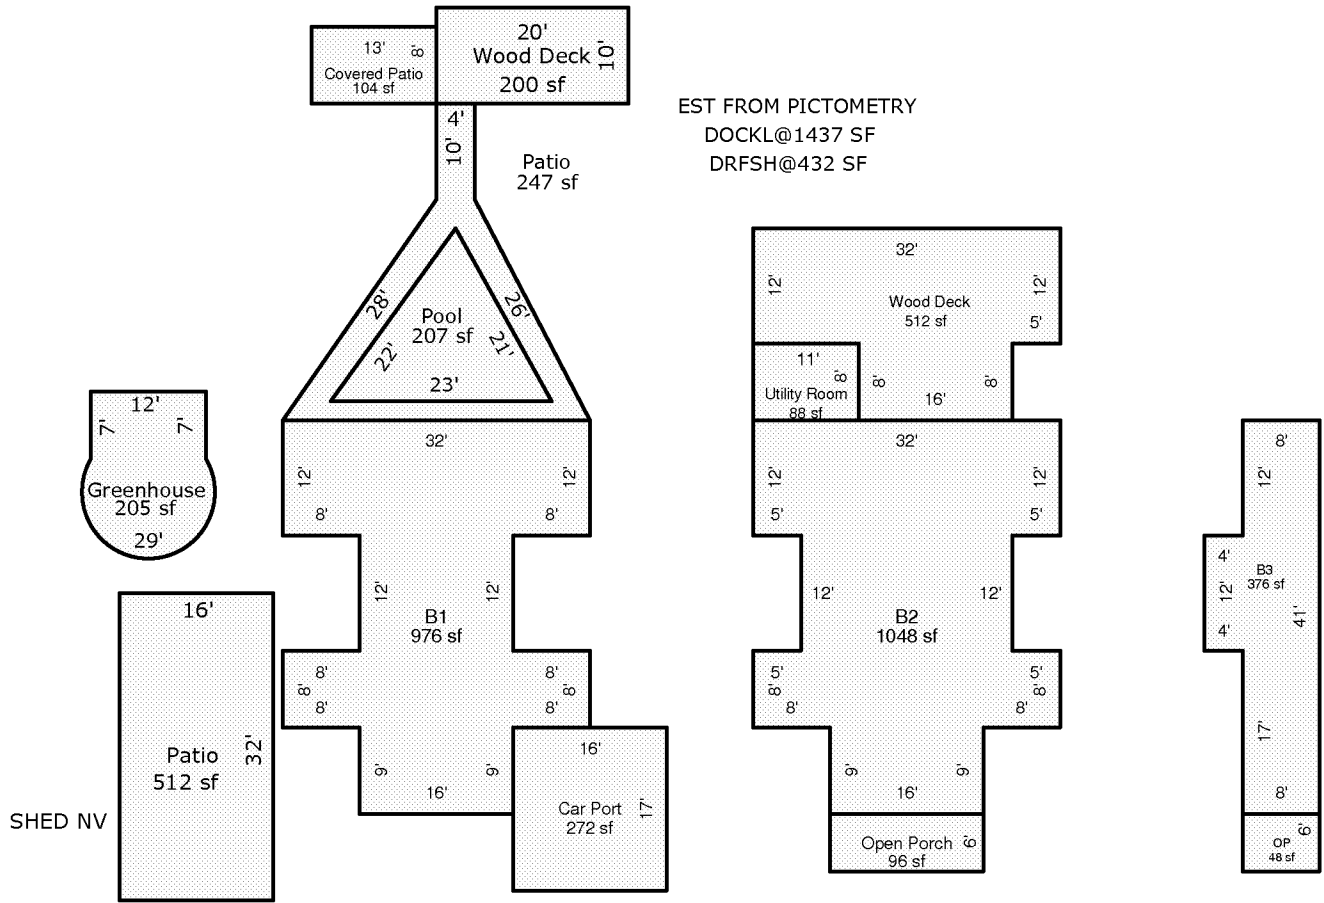 20'
Wood Deck
10'
200 sf
13'
8'
Covered Patio
104 sf
EST FROM PICTOMETRY
DOCKL@1437 SF
DRFSH@432 SF
4'
10'
Patio
247 sf
28'
26'
Pool
207 sf
22'
21'
23'
12'
7'
7'
Greenhouse
205 sf
29'
16'
32'
Patio
512 sf
SHED NV
32'
12'
12'
8'
8'
12'
12'
B1
976 sf
8'
8'
8'
8'
8'
8'
9'
9'
16'
16'
Car Port
17'
272 sf
32'
12'
12'
Wood Deck
512 sf
5'
11'
8'
Utility Room
88 sf
8'
8'
16'
32'
12'
12'
5'
5'
12'
12'
B2
1048 sf
5'
5'
8'
8'
8'
8'
9'
9'
16'
Open Porch
6'
96 sf
8'
12'
4'
B3
376 sf
12'
41'
4'
17'
8'
6'
OP
48 sf